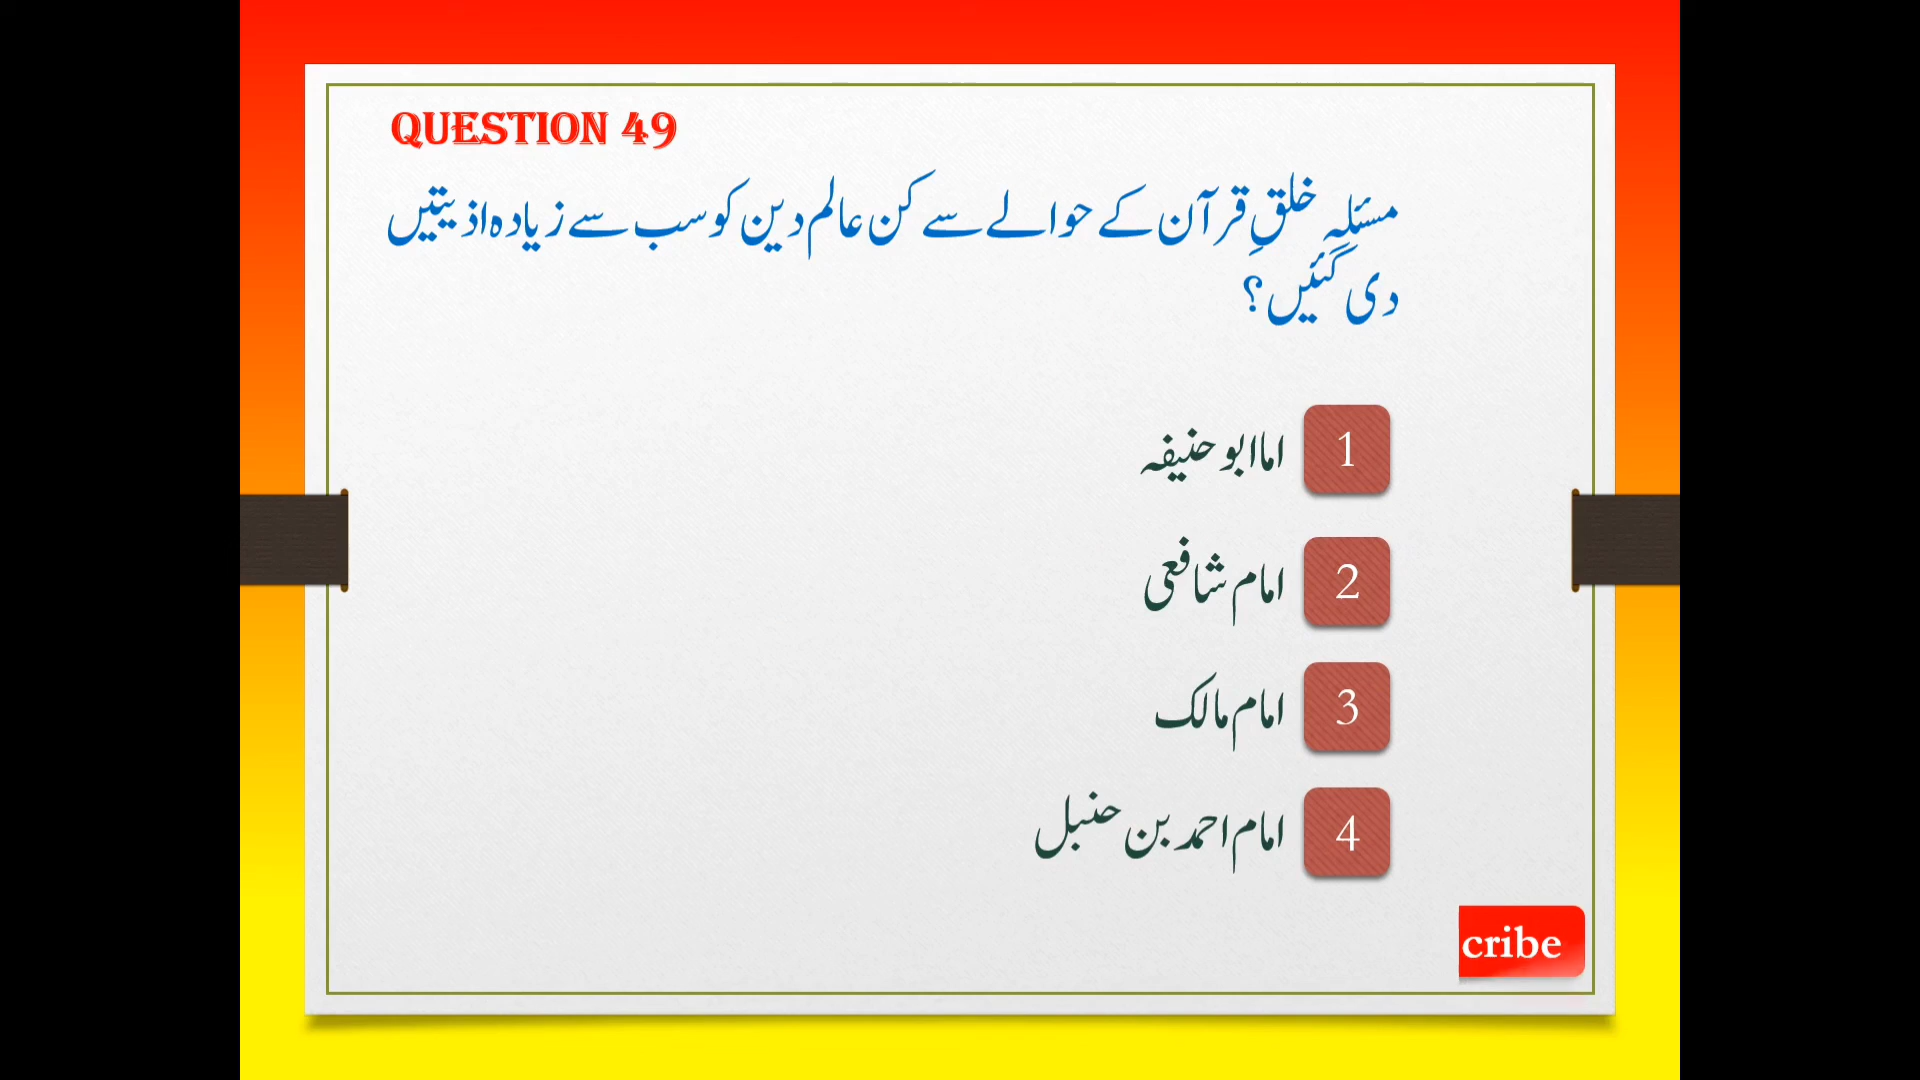 QUESTION 49
مسئلہِ خلقِ قرآن کے حوالے سے کن عالم دین کو سب سے زیادہ اذیتیں
دی گئیں؟
1 اماابو حنیفہ
2 امام شافعی
3 امام مالک
4 امام احمد بن حنبل
cribe